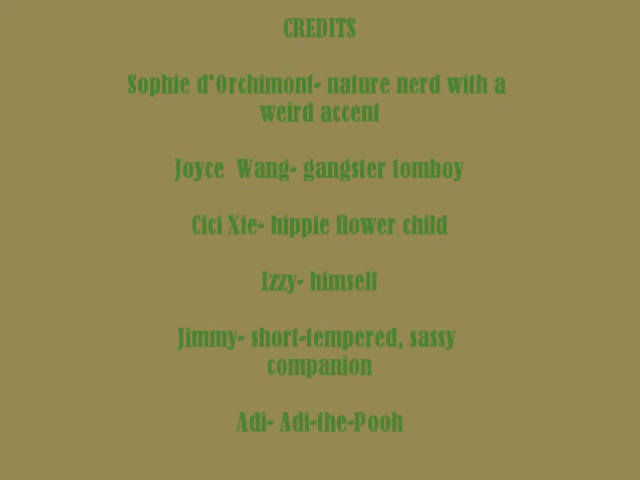 CREDITS
Sophie d'Orchimont- nature nerd with a
weird accent
Joyce  Wang- gangster tomboy
Cici Xie- hippie flower child
Izzy- himself
Jimmy- short-tempered, sassy
companion
Adi- Adi-the-Pooh